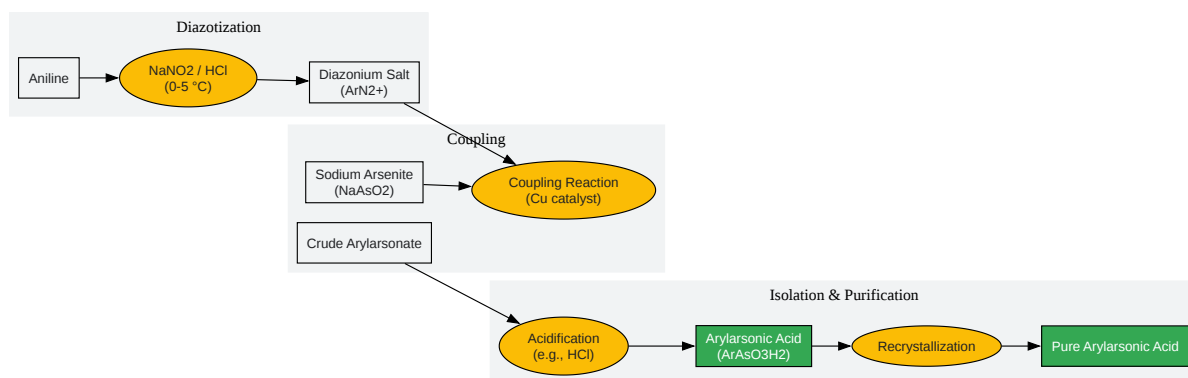 Diazotization
Aniline
NaNO2 / HCl
(0-5 °C)
Diazonium Salt
(ArN2+)
Coupling
Sodium Arsenite
(NaAsO2)
Coupling Reaction
(Cu catalyst)
Crude Arylarsonate
Isolation & Purification
Acidification
(e.g., HCl)
Arylarsonic Acid
(ArAsO3H2)
Recrystallization
Pure Arylarsonic Acid